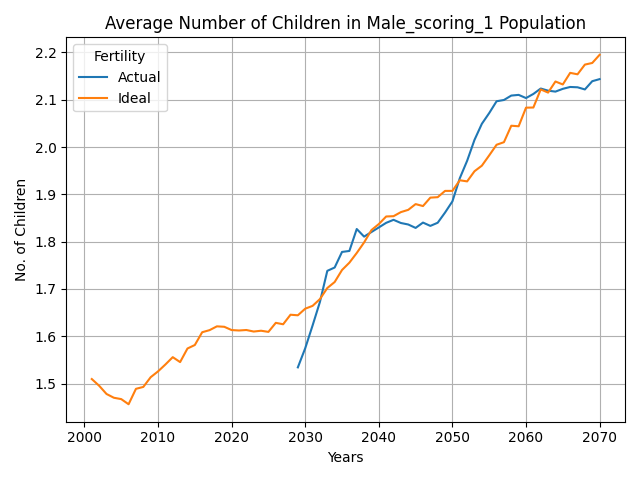 Average Number of Children in Male_scoring_1 Population
Fertility
Actual
Ideal
No. of Children
2.2
2.1
2.0
1.9
1.8
1.7
1.6
1.5
2000 2010 2020 2030 2040 2050 2060 2070
Years